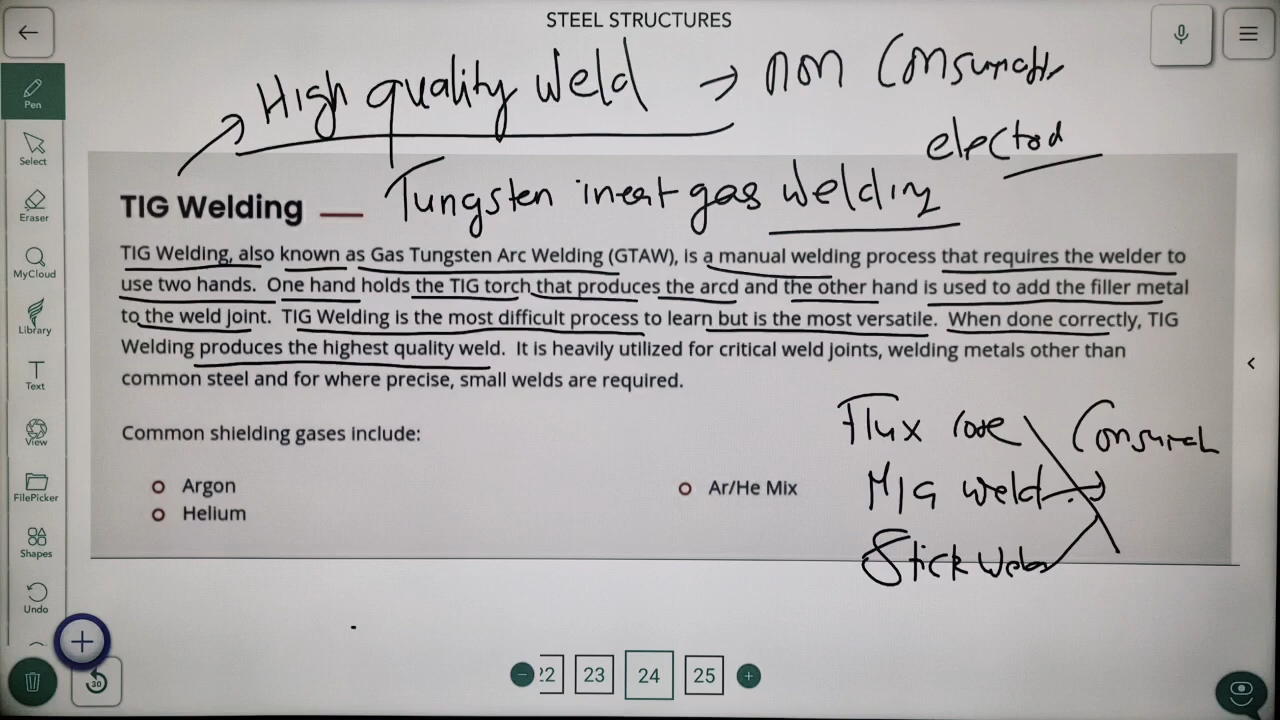 STEEL STRUCTURES
High quality weld → non
electrod
TIG Welding — Tungsten inert gas welding
TIG Welding, also known as Gas Tungsten Arc Welding (GTAW), is a manual welding process that requires the welder to
use two hands. One hand holds the TIG torch that produces the arcd and the other hand is used to add the filler metal
to the weld joint. TIG Welding is the most difficult process to learn but is the most versatile. When done correctly, TIG
Welding produces the highest quality weld. It is heavily utilized for critical weld joints, welding metals other than
common steel and for where precise, small welds are required.
Common shielding gases include:
Argon
Ar/He Mix
Helium
Flux core
MIG weld
Stick
Pen
Select
Eraser
MyCloud
Library
Text
View
FilePicker
Shapes
Undo
30
22 23 24 25